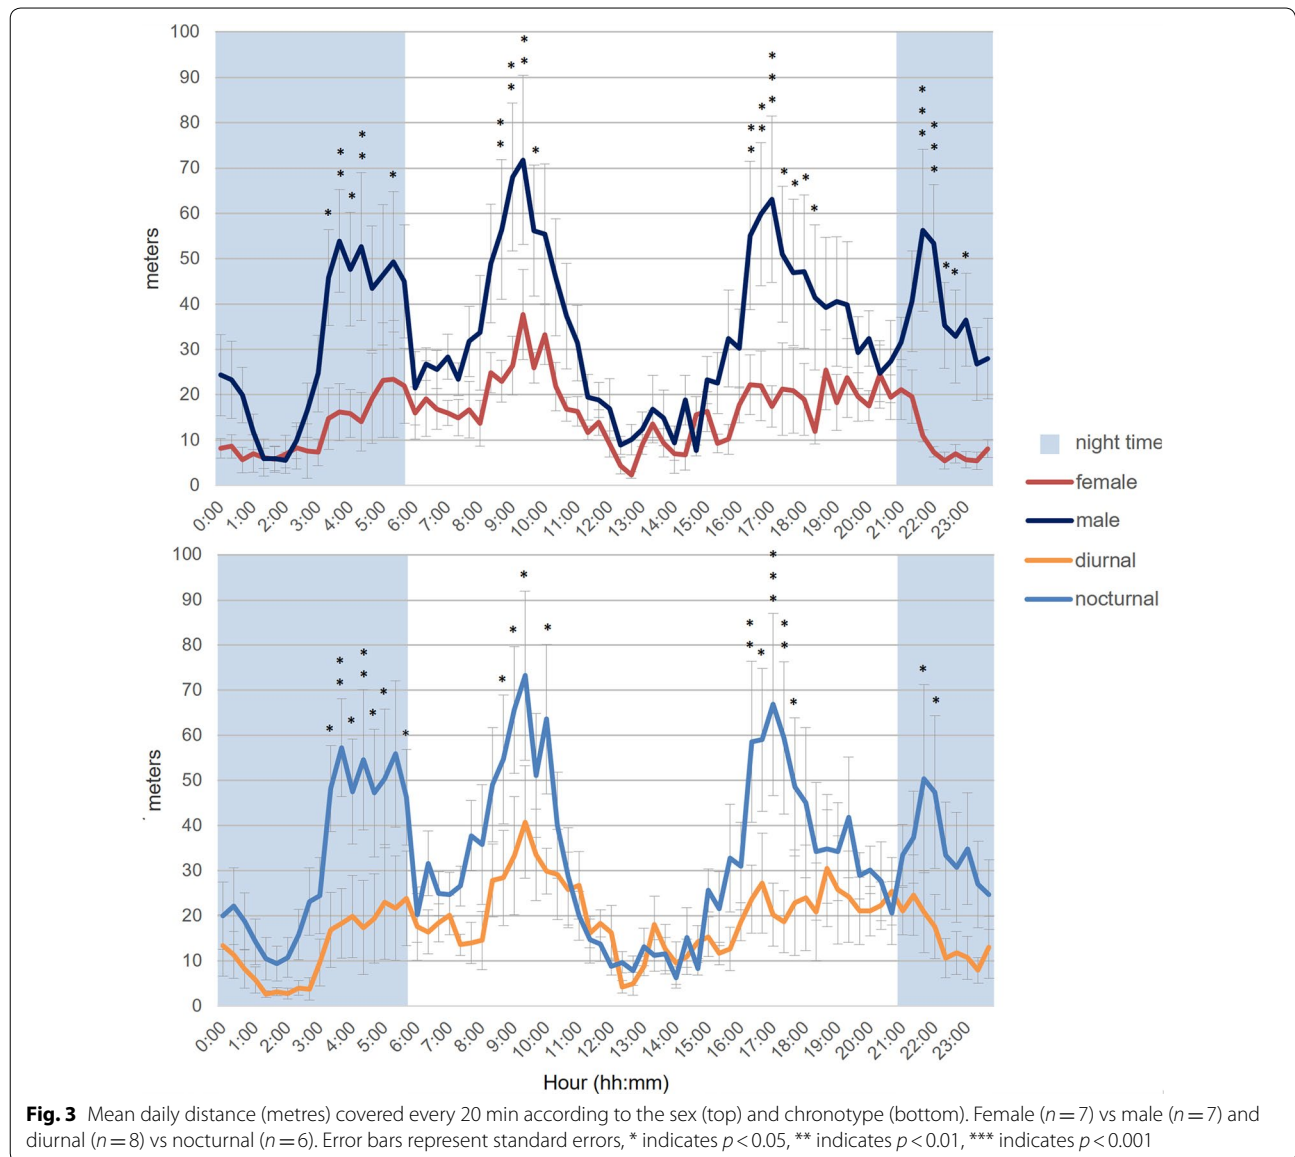 100
90
80
70
60
50
40
30
20
10
0
meters
* * * * * * * *
* * * * * * * *
* * * * * * * * * * * * *
* * * * * * * * *
0:00 1:00 2:00 3:00 4:00 5:00 6:00 7:00 8:00 9:00 10:00 11:00 12:00 13:00 14:00 15:00 16:00 17:00 18:00 19:00 20:00 21:00 22:00 23:00
night time
female
male
diurnal
nocturnal
100
90
80
70
60
50
40
30
20
10
0
meters
* * * * * * * * *
* * * *
* * * * * * * * *
* *
0:00 1:00 2:00 3:00 4:00 5:00 6:00 7:00 8:00 9:00 10:00 11:00 12:00 13:00 14:00 15:00 16:00 17:00 18:00 19:00 20:00 21:00 22:00 23:00
Hour (hh:mm)
Fig. 3 Mean daily distance (metres) covered every 20 min according to the sex (top) and chronotype (bottom). Female (n = 7) vs male (n = 7) and
diurnal (n = 8) vs nocturnal (n = 6). Error bars represent standard errors, * indicates p < 0.05, ** indicates p < 0.01, *** indicates p < 0.001